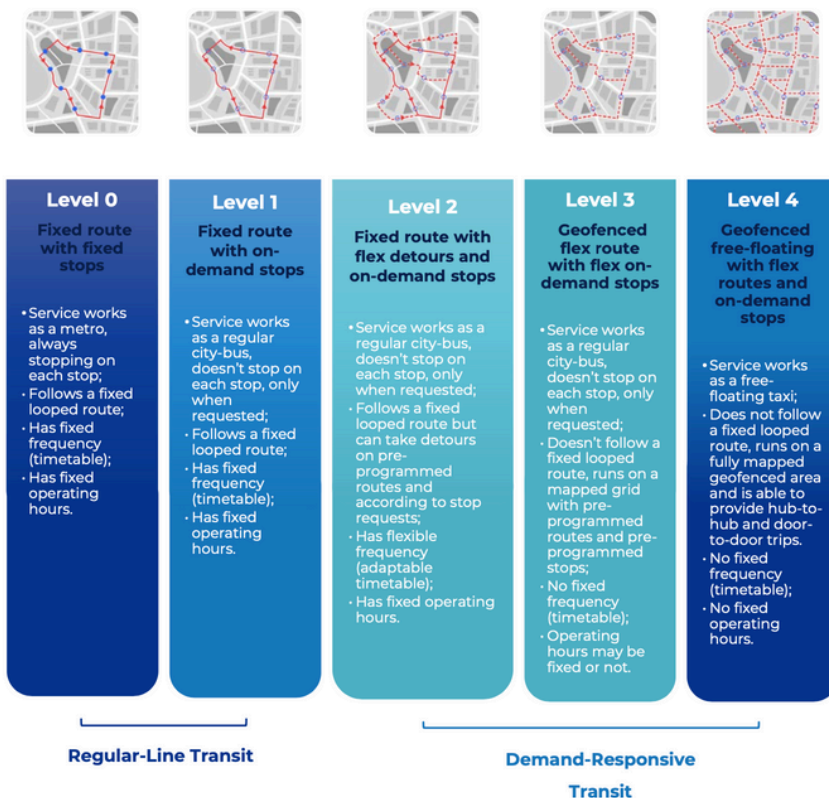 Level 0
Fixed route
with fixed
stops
•Service works
as a metro,
always
stopping on
each stop;
• Follows a fixed
looped route;
• Has fixed
frequency
(timetable);
• Has fixed
operating
hours.
Level 1
Fixed route
with on-
demand stops
•Service works
as a regular
city-bus,
doesn't stop on
each stop, only
when
requested;
• Follows a fixed
looped route;
• Has fixed
frequency
(timetable);
• Has fixed
operating
hours.
Level 2
Fixed route with
flex detours and
on-demand stops
•Service works as a
regular city-bus,
doesn't stop on
each stop, only
when requested;
• Follows a fixed
looped route but
can take detours
on pre-
programmed
routes and
according to stop
requests;
• Has flexible
frequency
(adaptable
timetable);
• Has fixed operating
hours.
Level 3
Geofenced
flex route
with flex on-
demand stops
•Service works
as a regular
city-bus,
doesn't stop on
each stop, only
when
requested;
• Doesn't follow a
fixed looped
route, runs on a
mapped grid
with pre-
programmed
routes and pre-
programmed
stops;
• No fixed
frequency
(timetable);
• Operating
hours may be
fixed or not.
Level 4
Geofenced
free-floating
with flex
routes and
on-demand
stops
•Service works
as a free-
floating taxi;
• Does not follow
a fixed looped
route, runs on a
fully mapped
geofenced area
and is able to
provide hub-to-
hub and door-
to-door trips.
• No fixed
frequency
(timetable);
• No fixed
operating
hours.
Regular-Line Transit
Demand-Responsive
Transit